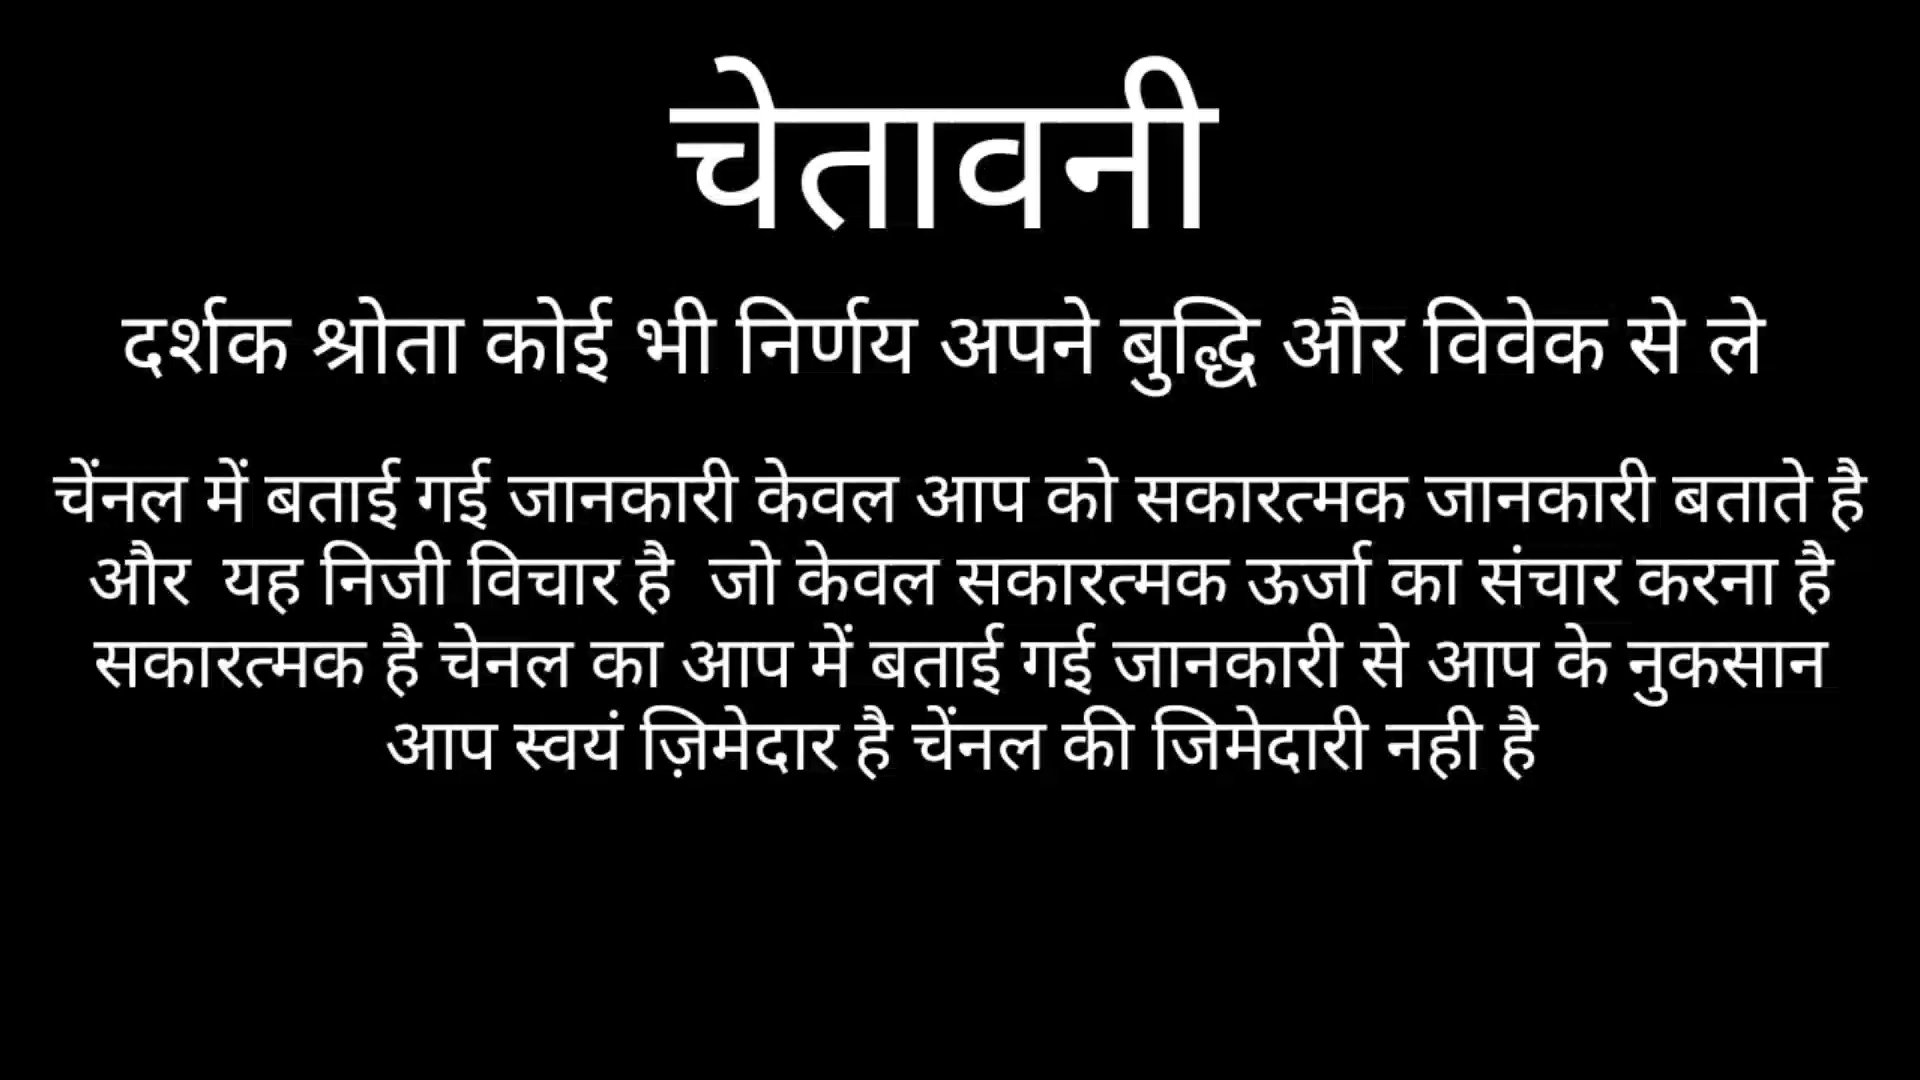 चेतावनी
दर्शक श्रोता कोई भी निर्णय अपने बुद्धि और विवेक से ले
चेंनल में बताई गई जानकारी केवल आप को सकारत्मक जानकारी बताते है
और यह निजी विचार है जो केवल सकारत्मक ऊर्जा का संचार करना है
सकारत्मक है चेनल का आप में बताई गई जानकारी से आप के नुकसान
आप स्वयं ज़िमेदार है चेंनल की जिमेदारी नही है